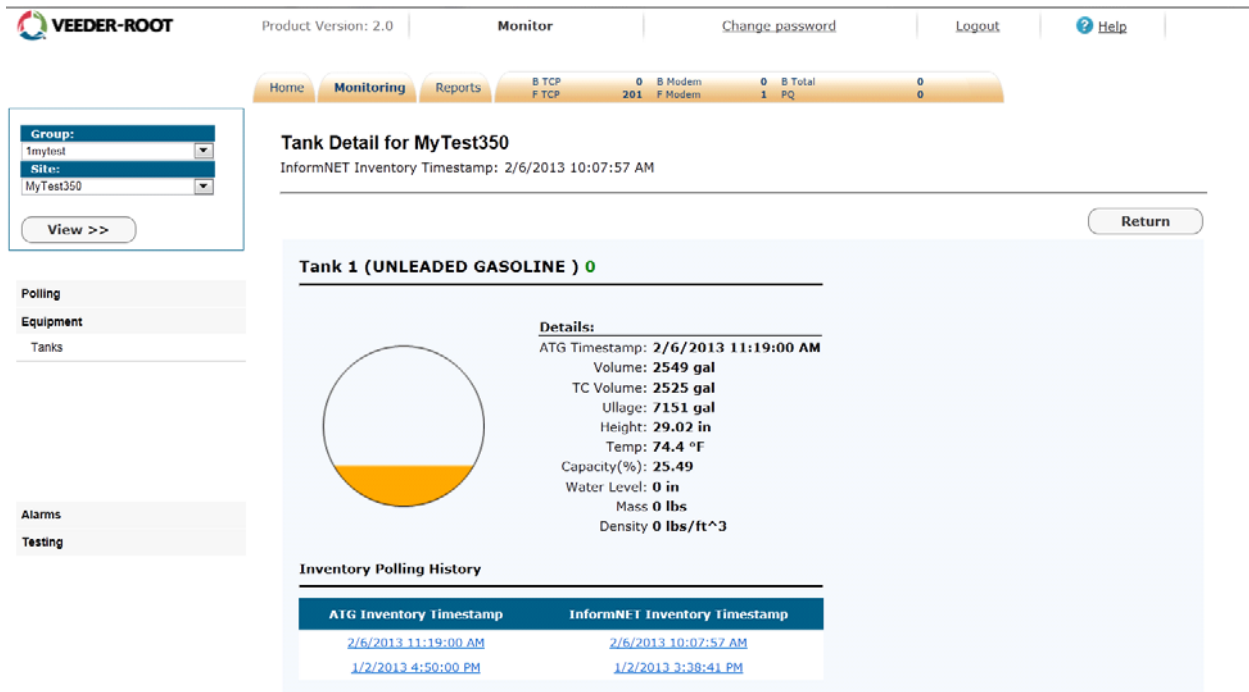 VEEDER-ROOT Product Version: 2.0 Monitor Change password Logout ? Help
Home Monitoring Reports
B TCP 0 B Modem 0 B Total 0
F TCP 201 F Modem 1 PQ 0
Group:
1mytest
Site:
MyTest350
View >>
Polling
Equipment
Tanks
Alarms
Testing
Tank Detail for MyTest350
InformNET Inventory Timestamp: 2/6/2013 10:07:57 AM
Return
Tank 1 (UNLEADED GASOLINE ) 0
Details:
ATG Timestamp: 2/6/2013 11:19:00 AM
Volume: 2549 gal
TC Volume: 2525 gal
Ullage: 7151 gal
Height: 29.02 in
Temp: 74.4 °F
Capacity(%): 25.49
Water Level: 0 in
Mass 0 lbs
Density 0 lbs/ft^3
Inventory Polling History
ATG Inventory Timestamp InformNET Inventory Timestamp
2/6/2013 11:19:00 AM 2/6/2013 10:07:57 AM
1/2/2013 4:50:00 PM 1/2/2013 3:38:41 PM